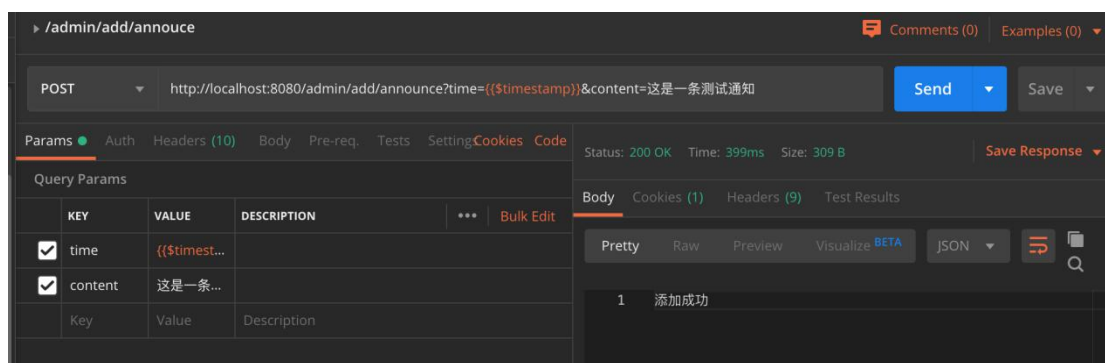 /admin/add/annouce
Comments (0)
Examples (0)
POST
http://localhost:8080/admin/add/announce?time={{$timestamp}}&content=这是一条测试通知
Send
Save
Params
Auth
Headers (10)
Body
Pre-req.
Tests
Settings
Cookies
Code
Query Params
KEY VALUE DESCRIPTION ••• Bulk Edit
time {{$timest...
content 这是一条...
Key Value Description
Status: 200 OK Time: 399ms Size: 309 B
Save Response
Body Cookies (1) Headers (9) Test Results
Pretty Raw Preview Visualize BETA JSON
1 添加成功